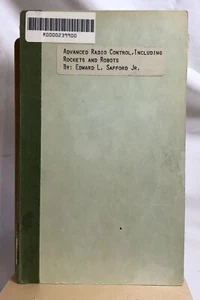 R0000239900
Advanced Radio Control,Including
Rockets and Robots
By: Edward L. Safford Jr.